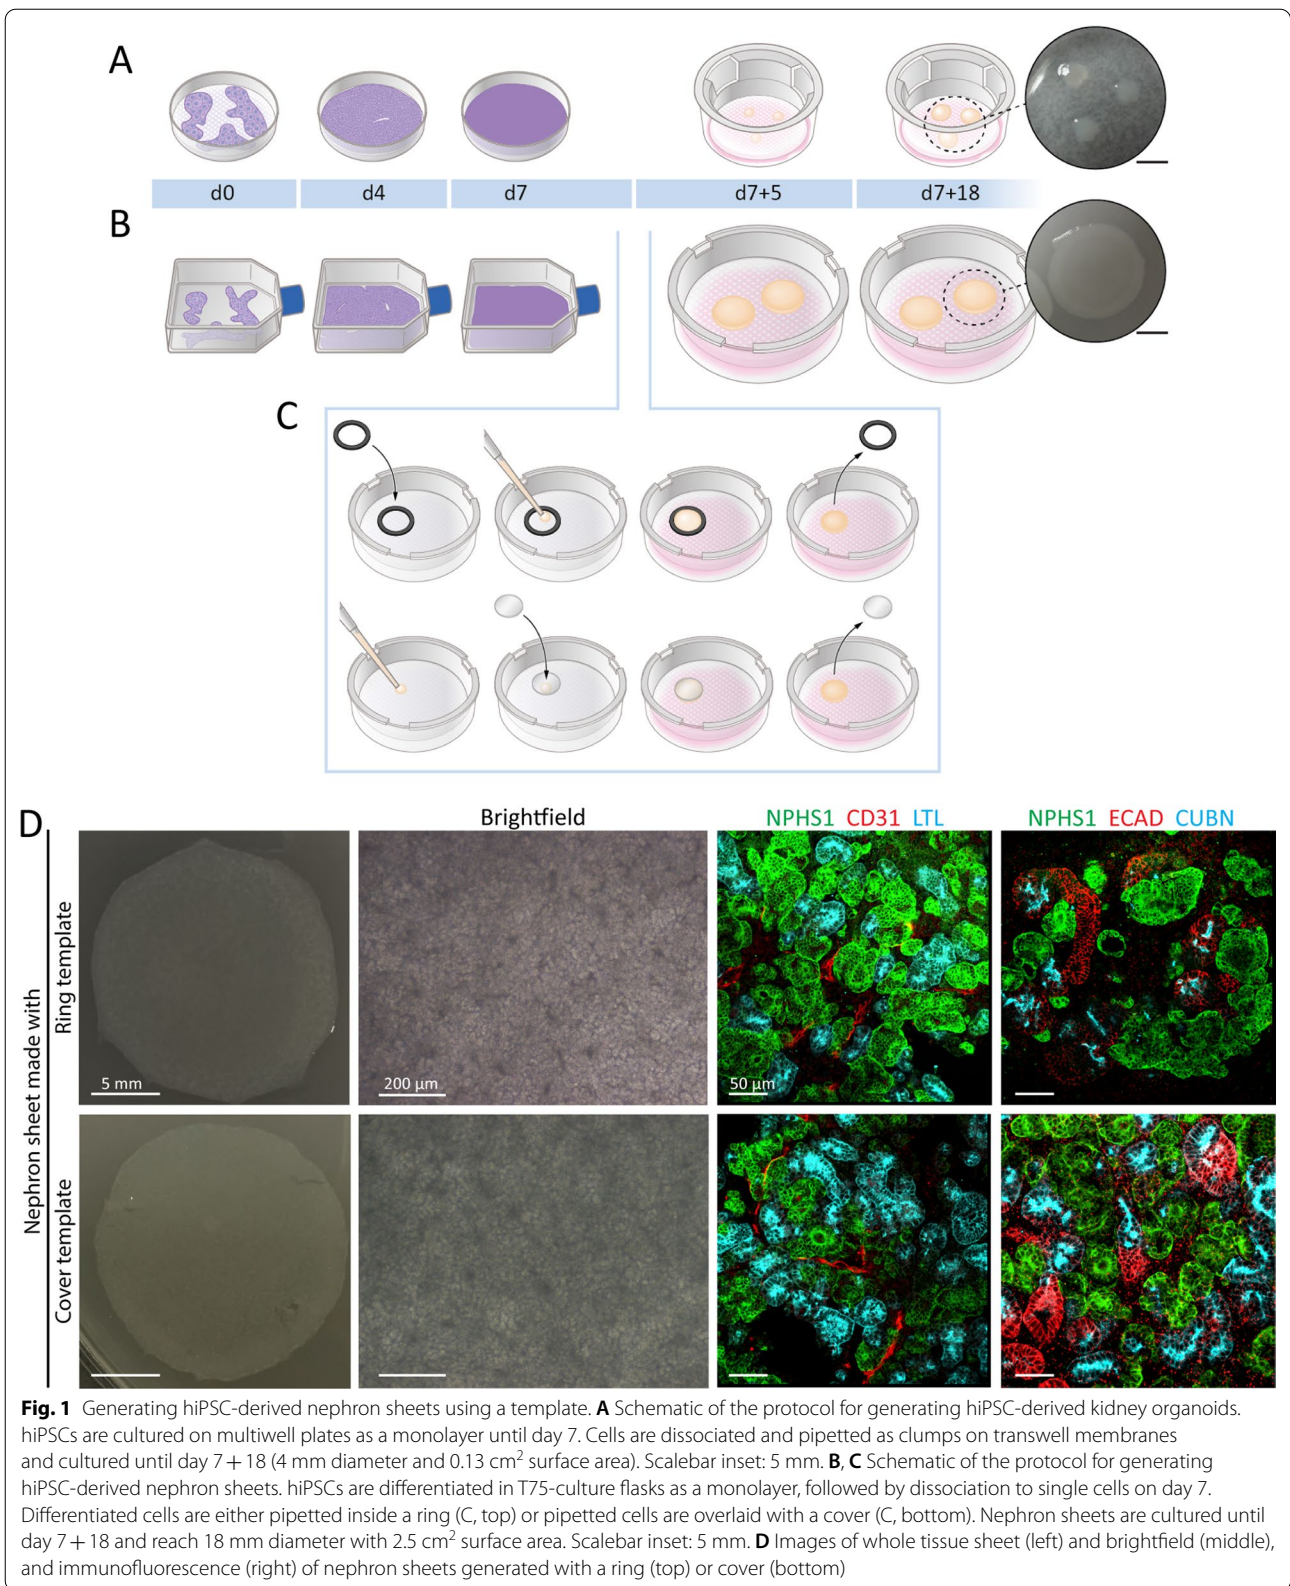 A
d0 d4 d7 d7+5 d7+18
B
C
D
Brightfield
NPHS1 CD31 LTL
NPHS1 ECAD CUBN
Nephron sheet made with
Ring template
5 mm
200 µm
50 µm
Cover template
Fig. 1 Generating hiPSC-derived nephron sheets using a template. A Schematic of the protocol for generating hiPSC-derived kidney organoids.
hiPSCs are cultured on multiwell plates as a monolayer until day 7. Cells are dissociated and pipetted as clumps on transwell membranes
and cultured until day 7 + 18 (4 mm diameter and 0.13 cm² surface area). Scalebar inset: 5 mm. B, C Schematic of the protocol for generating
hiPSC-derived nephron sheets. hiPSCs are differentiated in T75-culture flasks as a monolayer, followed by dissociation to single cells on day 7.
Differentiated cells are either pipetted inside a ring (C, top) or pipetted cells are overlaid with a cover (C, bottom). Nephron sheets are cultured until
day 7 + 18 and reach 18 mm diameter with 2.5 cm² surface area. Scalebar inset: 5 mm. D Images of whole tissue sheet (left) and brightfield (middle),
and immunofluorescence (right) of nephron sheets generated with a ring (top) or cover (bottom)